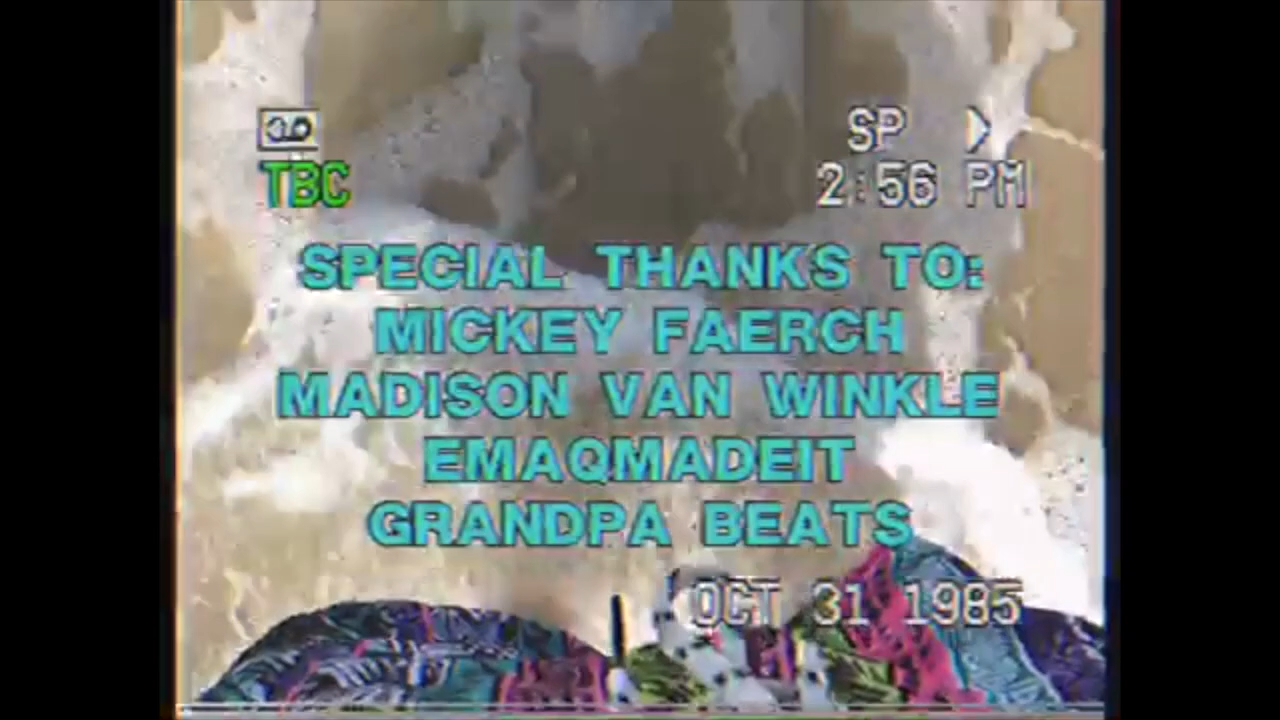 SP
TBC
2:56 PM
SPECIAL THANKS TO:
MICKEY FAERCH
MADISON VAN WINKLE
EMAQMADEIT
GRANDPA BEATS
OCT 31 1985